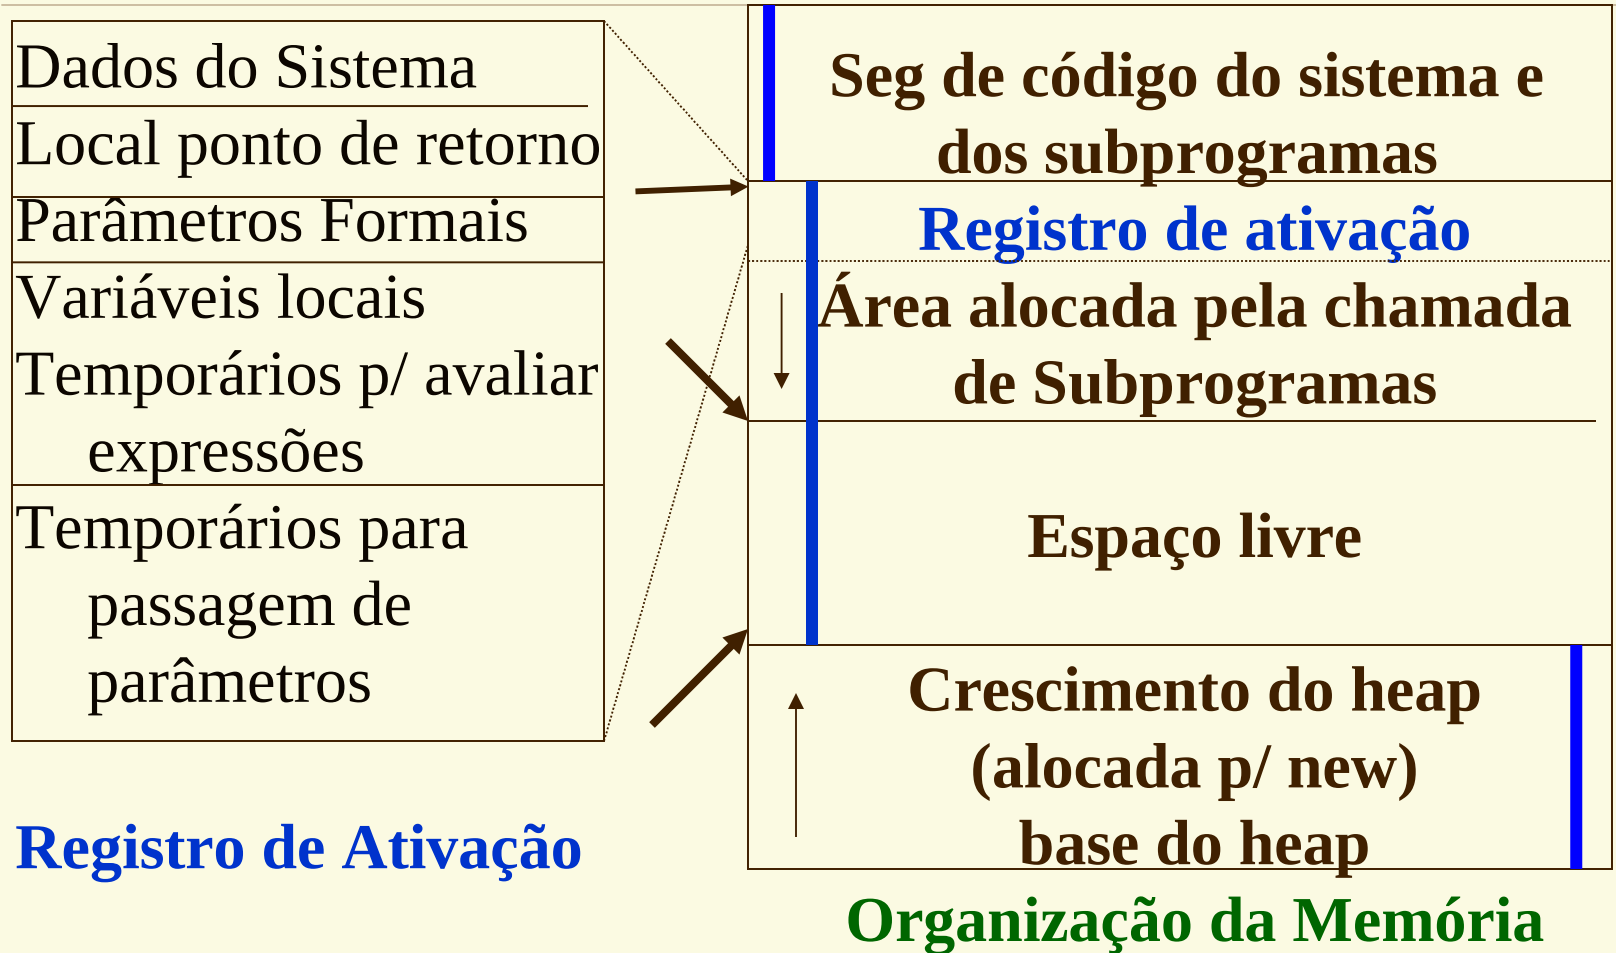 Dados do Sistema
Local ponto de retorno
Parâmetros Formais
Variáveis locais
Temporários p/ avaliar
expressões
Temporários para
passagem de
parâmetros
Registro de Ativação
Seg de código do sistema e
dos subprogramas
Registro de ativação
Área alocada pela chamada
de Subprogramas
Espaço livre
Crescimento do heap
(alocada p/ new)
base do heap
Organização da Memória